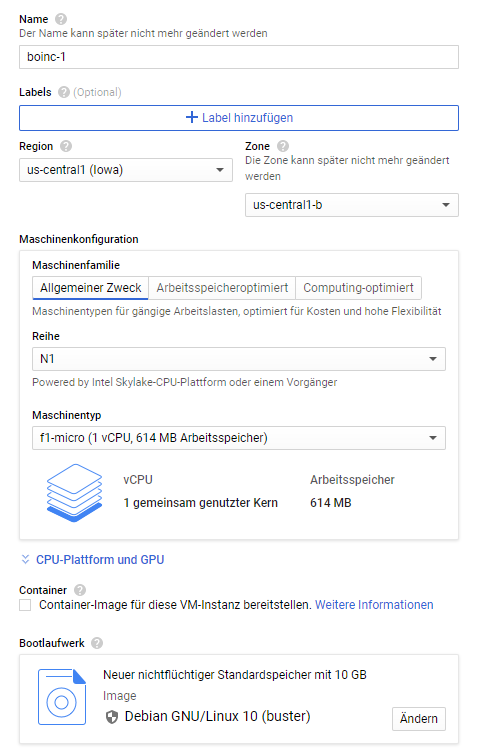 Name
Der Name kann später nicht mehr geändert werden
boinc-1
Labels (Optional)
+ Label hinzufügen
Region
us-central1 (Iowa)
Zone
Die Zone kann später nicht mehr geändert
werden
us-central1-b
Maschinenkonfiguration
Maschinenfamilie
Allgemeiner Zweck Arbeitsspeicheroptimiert Computing-optimiert
Maschinentypen für gängige Arbeitslasten, optimiert für Kosten und hohe Flexibilität
Reihe
N1
Powered by Intel Skylake-CPU-Plattform oder einem Vorgänger
Maschinentyp
f1-micro (1 vCPU, 614 MB Arbeitsspeicher)
vCPU Arbeitsspeicher
1 gemeinsam genutzter Kern 614 MB
CPU-Plattform und GPU
Container
Container-Image für diese VM-Instanz bereitstellen. Weitere Informationen
Bootlaufwerk
Neuer nichtflüchtiger Standardspeicher mit 10 GB
Image
Debian GNU/Linux 10 (buster)
Ändern